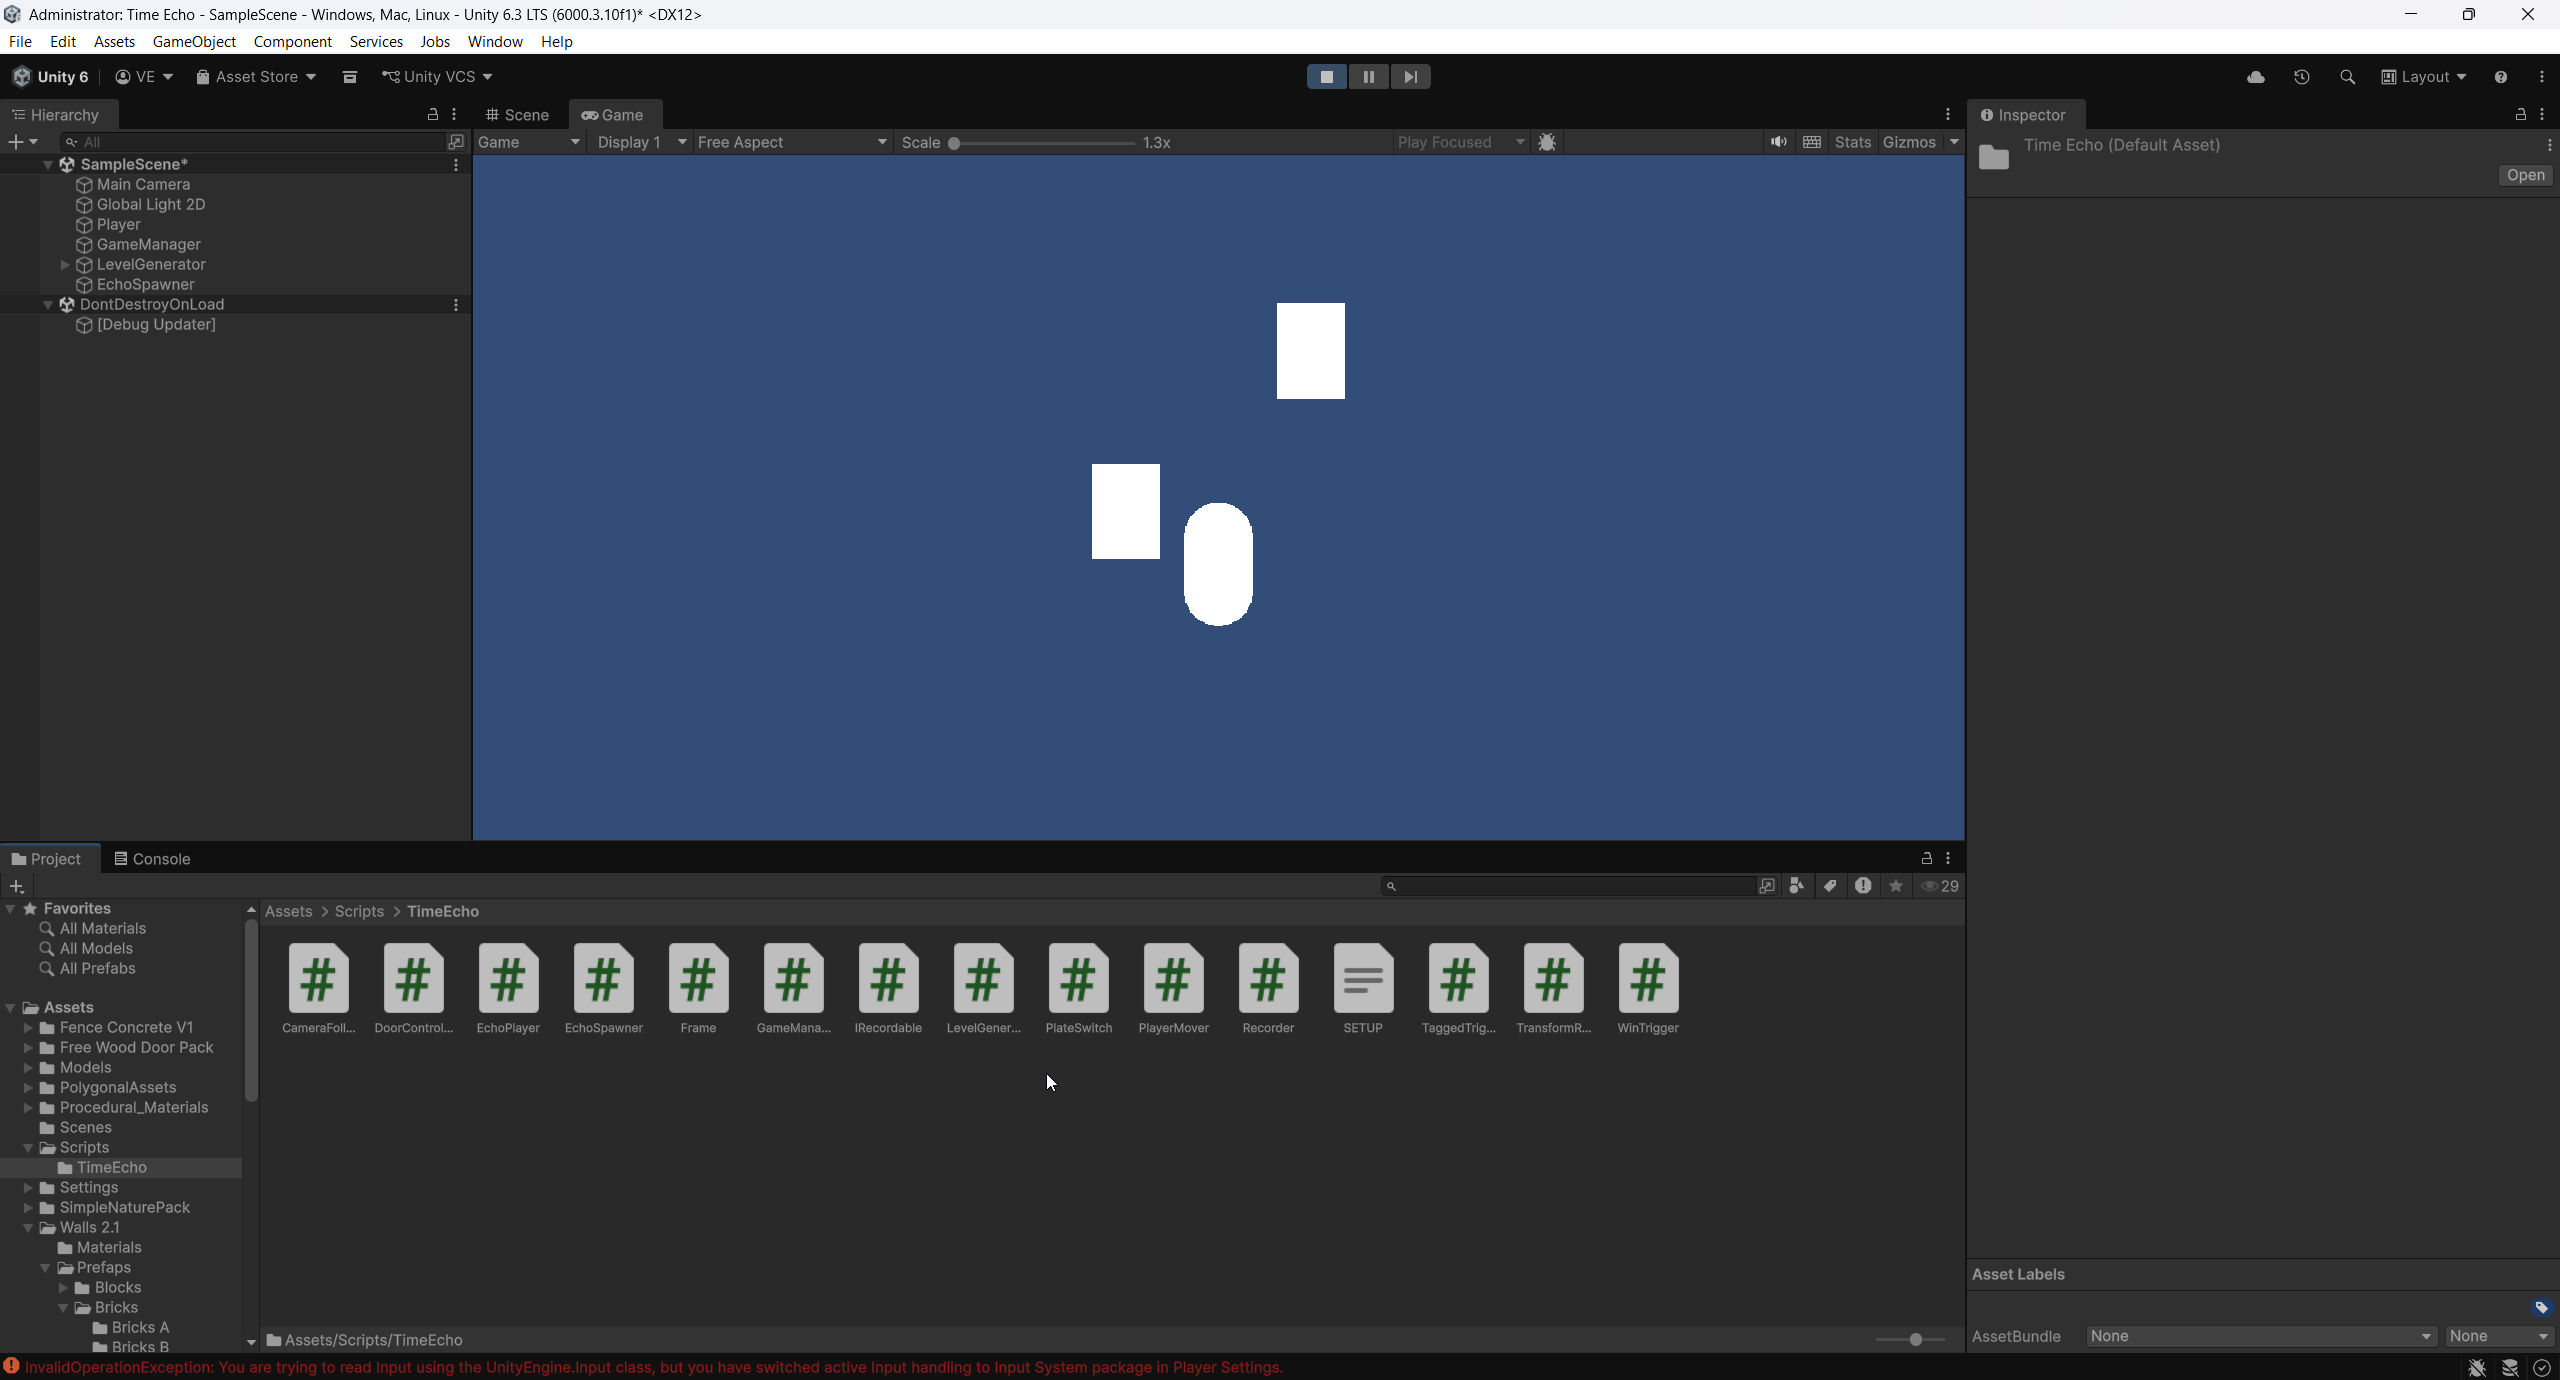 Administrator: Time Echo - SampleScene - Windows, Mac, Linux - Unity 6.3 LTS (6000.3.10f1)* <DX12>
File Edit Assets GameObject Component Services Jobs Window Help
Unity 6 VE Asset Store Unity VCS Layout
Hierarchy Scene Game Inspector
All Game Display 1 Free Aspect Scale 1.3x Play Focused Stats Gizmos
Time Echo (Default Asset)
Open
SampleScene*
Main Camera
Global Light 2D
Player
GameManager
LevelGenerator
EchoSpawner
DontDestroyOnLoad
[Debug Updater]
Project Console
29
Favorites
All Materials
All Models
All Prefabs
Assets
Fence Concrete V1
Free Wood Door Pack
Models
PolygonalAssets
Procedural_Materials
Scenes
Scripts
TimeEcho
Settings
SimpleNaturePack
Walls 2.1
Materials
Prefaps
Blocks
Bricks
Bricks A
Bricks B
Assets > Scripts > TimeEcho
CameraFoll... DoorControl... EchoPlayer EchoSpawner Frame GameMana... IRecordable LevelGener... PlateSwitch PlayerMover Recorder SETUP TaggedTrig... TransformR... WinTrigger
Assets/Scripts/TimeEcho
Asset Labels
AssetBundle None None
InvalidOperationException: You are trying to read Input using the UnityEngine.Input class, but you have switched active Input handling to Input System package in Player Settings.